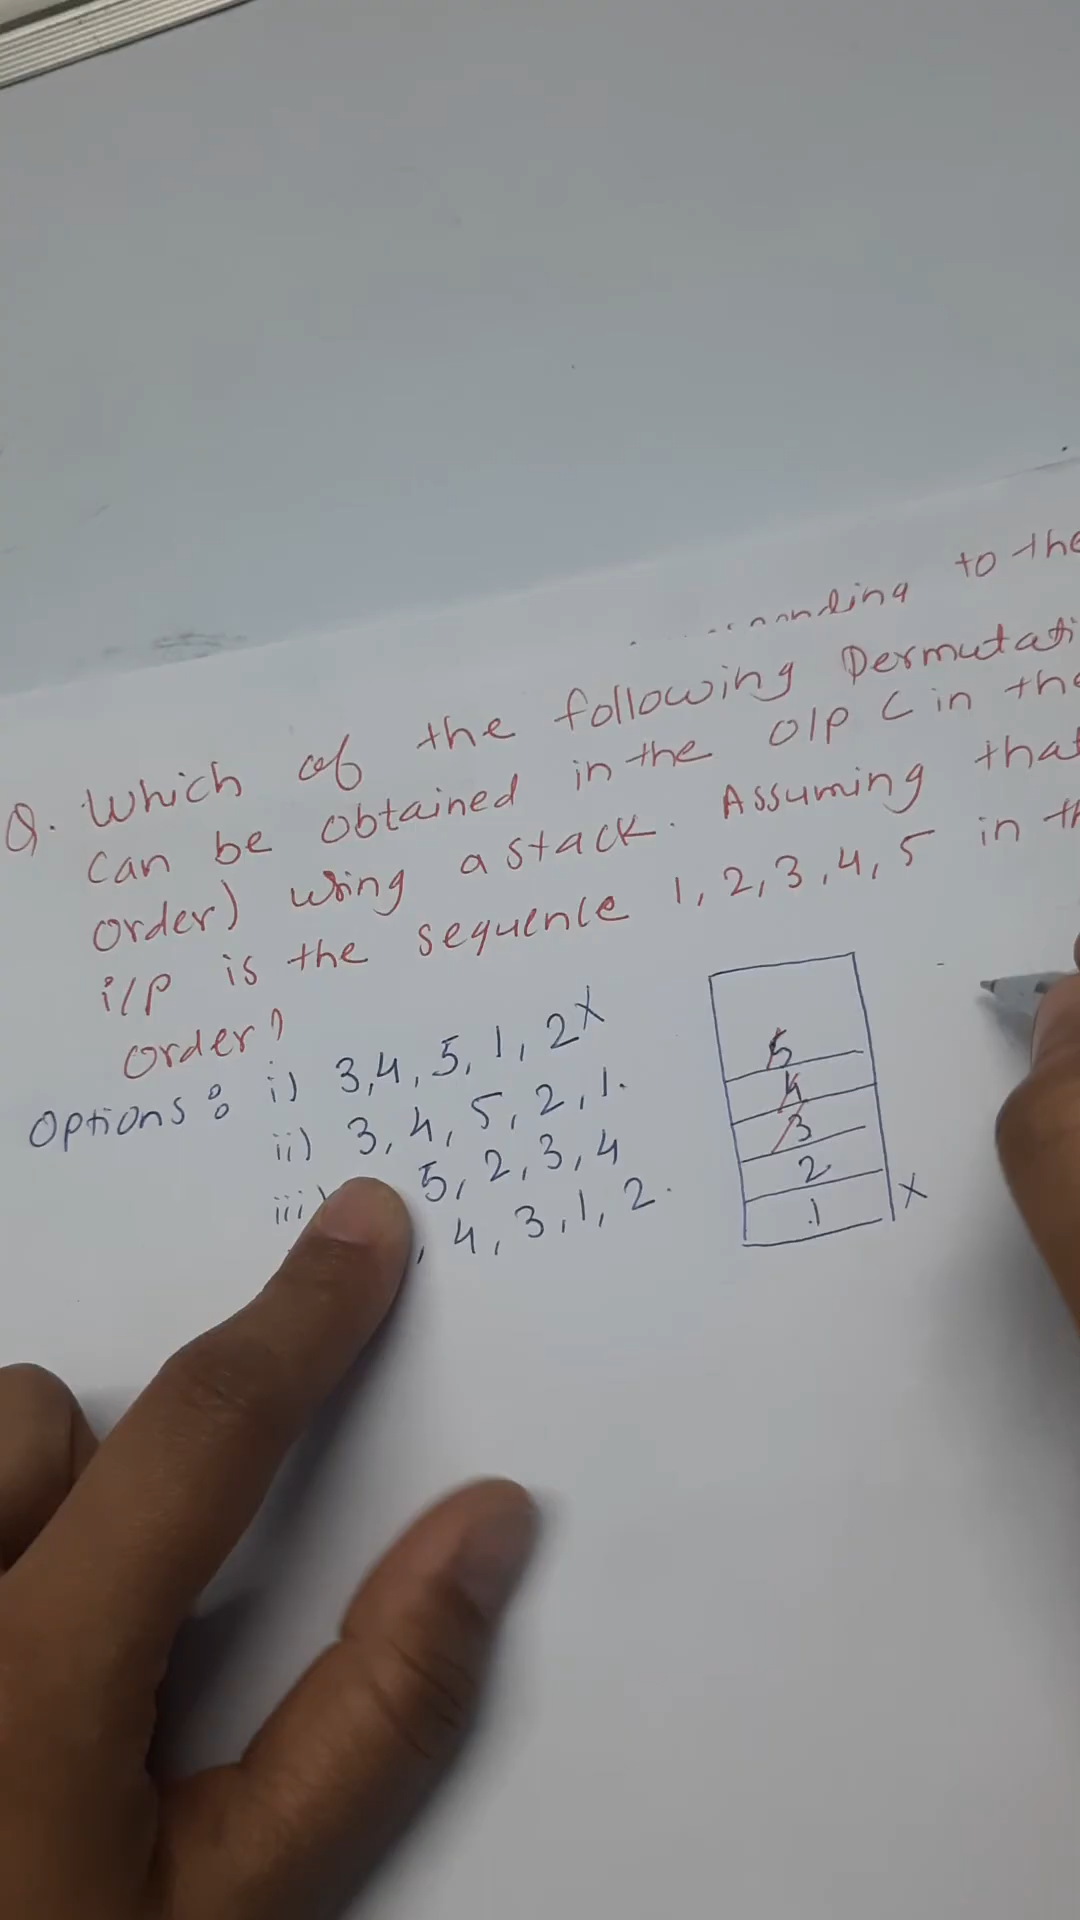 to the
Q. Which of the following Permutati
can be obtained in the O/P ( in the
order) using a stack. Assuming that
i/p is the sequence 1, 2, 3, 4, 5 in th
order?
Options: i) 3, 4, 5, 1, 2 X
ii) 3, 4, 5, 2, 1.
iii) 5, 2, 3, 4
, 4, 3, 1, 2.
5
4
3
2
1 X